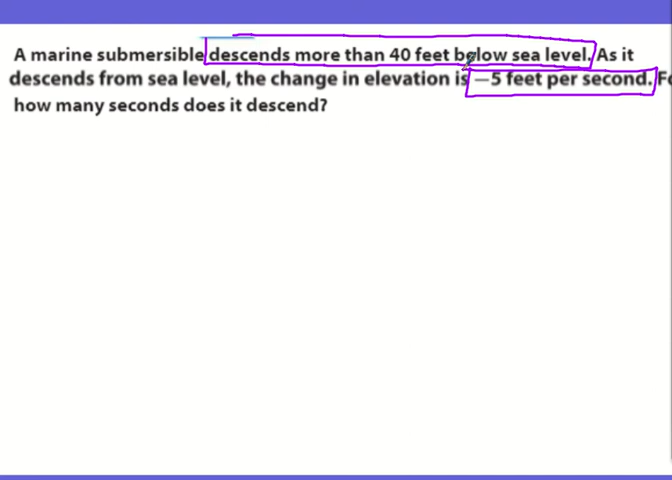 A marine submersible descends more than 40 feet below sea level. As it
descends from sea level, the change in elevation is −5 feet per second. Fo
how many seconds does it descend?